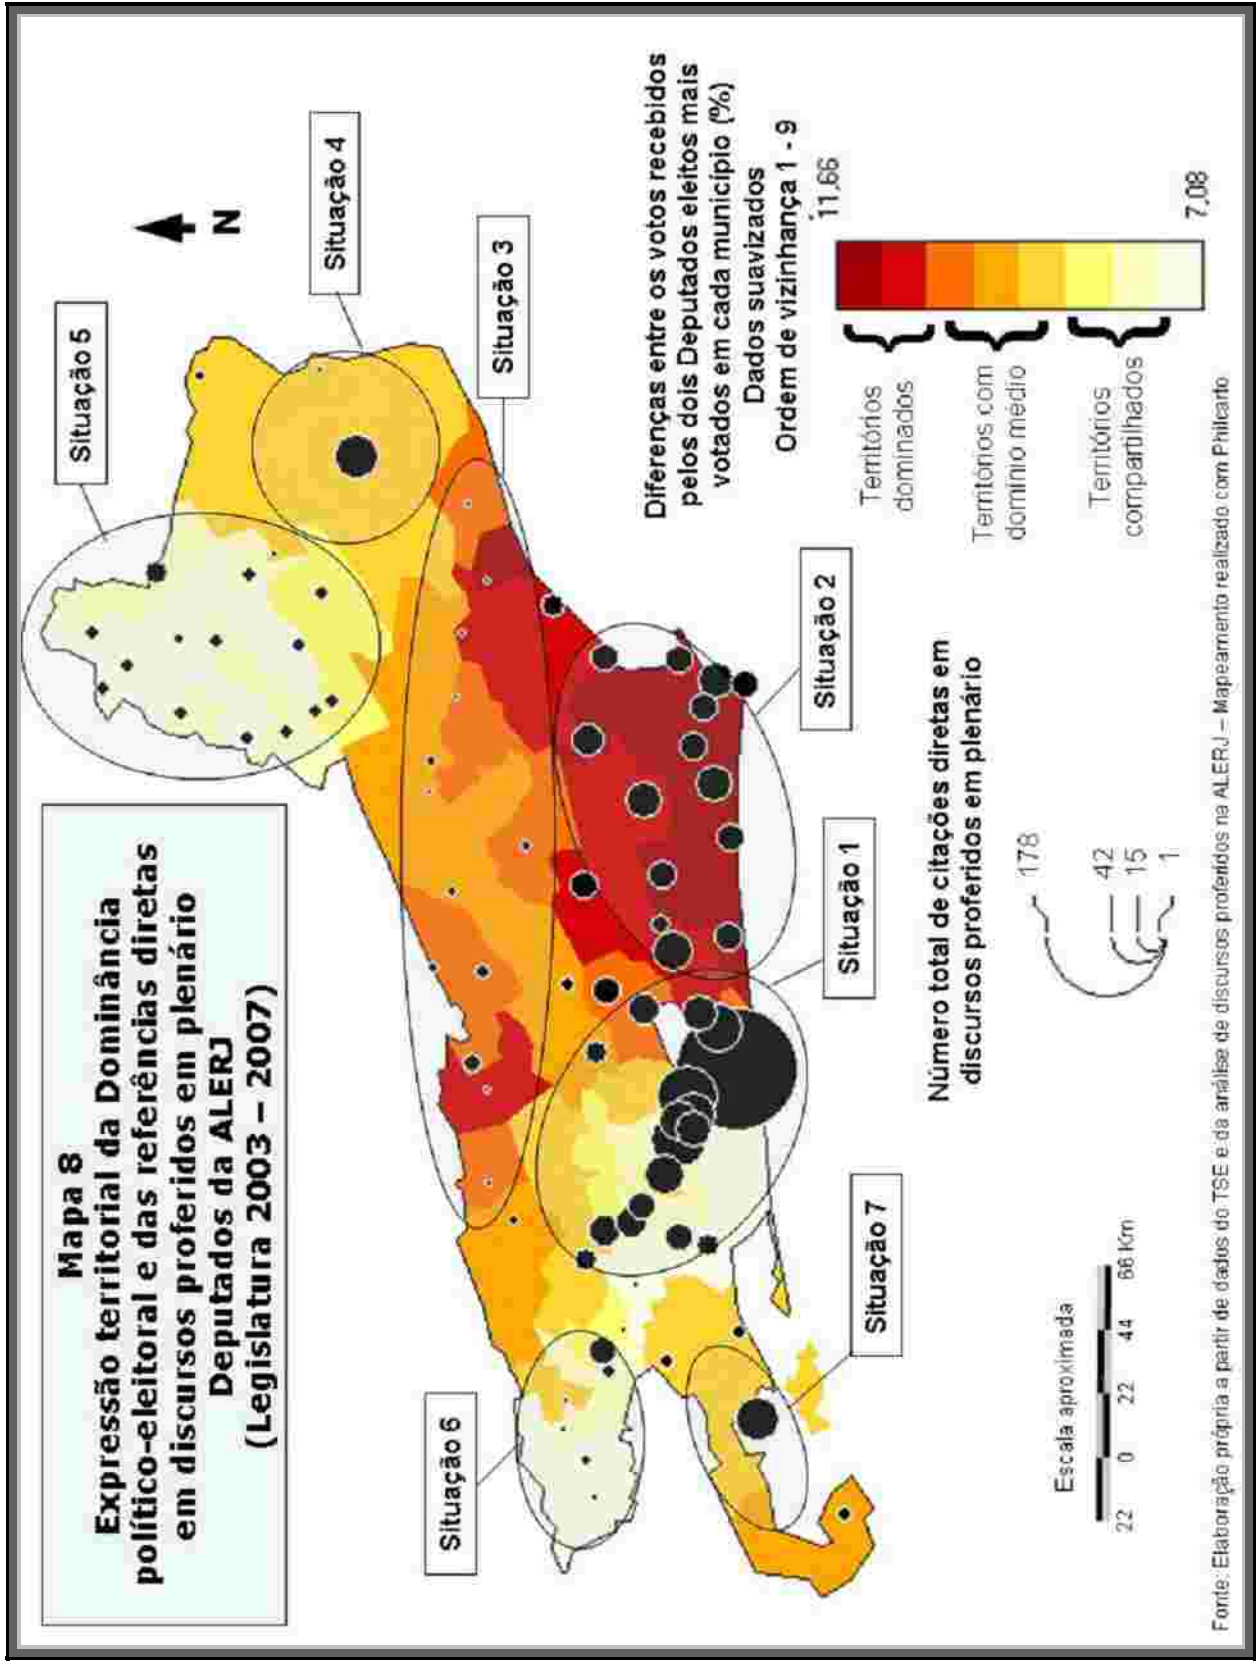 Mapa 8
Expressão territorial da Dominância
político-eleitoral e das referências diretas
em discursos proferidos em plenário
Deputados da ALERJ
(Legislatura 2003 – 2007)
Situação 5
Situação 4
N
Situação 3
Situação 6
Situação 7
Situação 1
Situação 2
Diferenças entre os votos recebidos
pelos dois Deputados eleitos mais
votados em cada município (%)
Dados suavizados
Ordem de vizinhança 1 - 9
11,66
7,08
Territórios
dominados
Territórios com
domínio médio
Territórios
compartilhados
Número total de citações diretas em
discursos proferidos em plenário
178
42
15
1
Escala aproximada
22 0 22 44 66 Km
Fonte: Elaboração própria a partir de dados do TSE e da análise de discursos proferidos na ALERJ – Mapeamento realizado com Philcarto